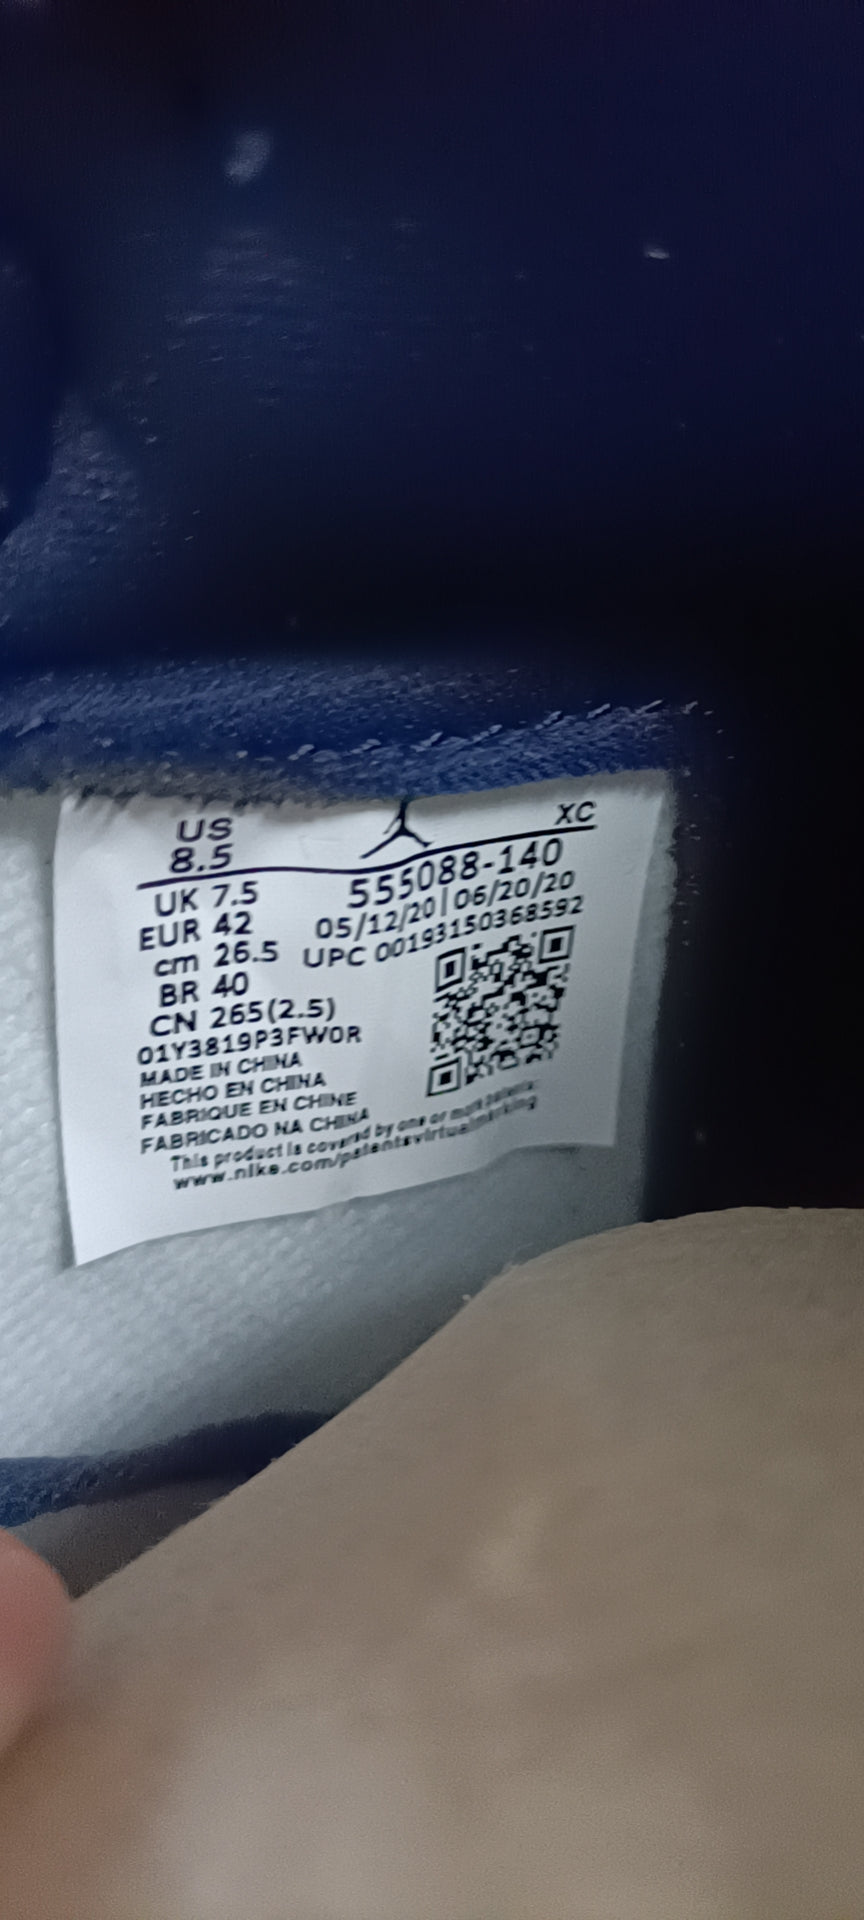 US XC
8.5
UK 7.5 555088-140
EUR 42 05/12/20 | 06/20/20
cm 26.5 UPC 00193150368592
BR 40
CN 265(2.5)
01Y3819P3FWOR
MADE IN CHINA
HECHO EN CHINA
FABRIQUE EN CHINE
FABRICADO NA CHINA
This product is covered by one or more patents:
www.nike.com/patentsvirtualmarking